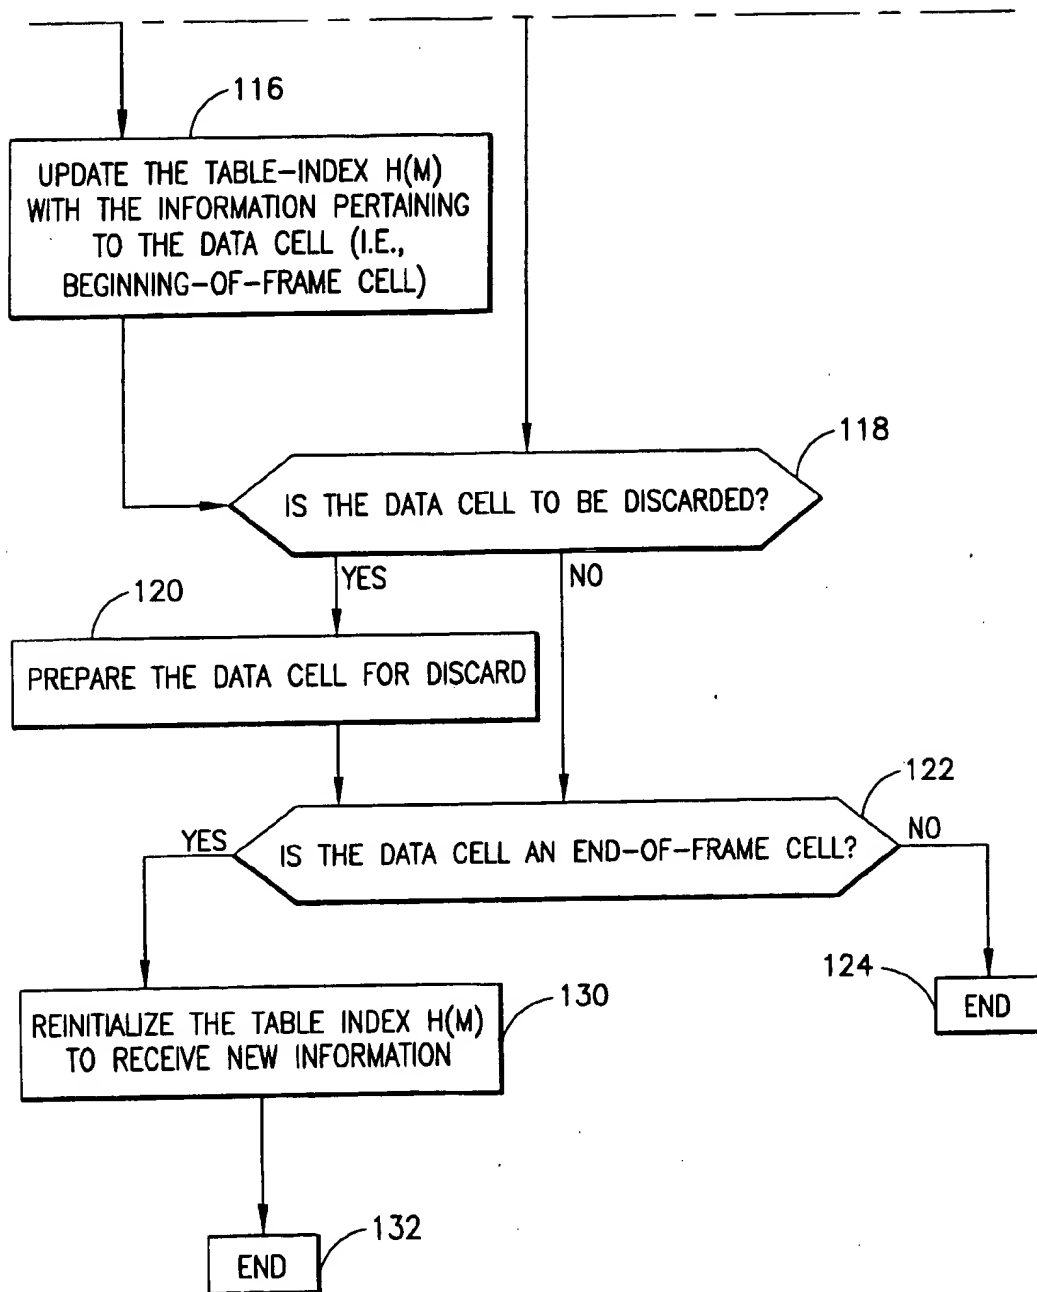 116
UPDATE THE TABLE-INDEX H(M)
WITH THE INFORMATION PERTAINING
TO THE DATA CELL (I.E.,
BEGINNING-OF-FRAME CELL)
118
IS THE DATA CELL TO BE DISCARDED?
YES
NO
120
PREPARE THE DATA CELL FOR DISCARD
122
YES
IS THE DATA CELL AN END-OF-FRAME CELL?
NO
124
END
130
REINITIALIZE THE TABLE INDEX H(M)
TO RECEIVE NEW INFORMATION
132
END